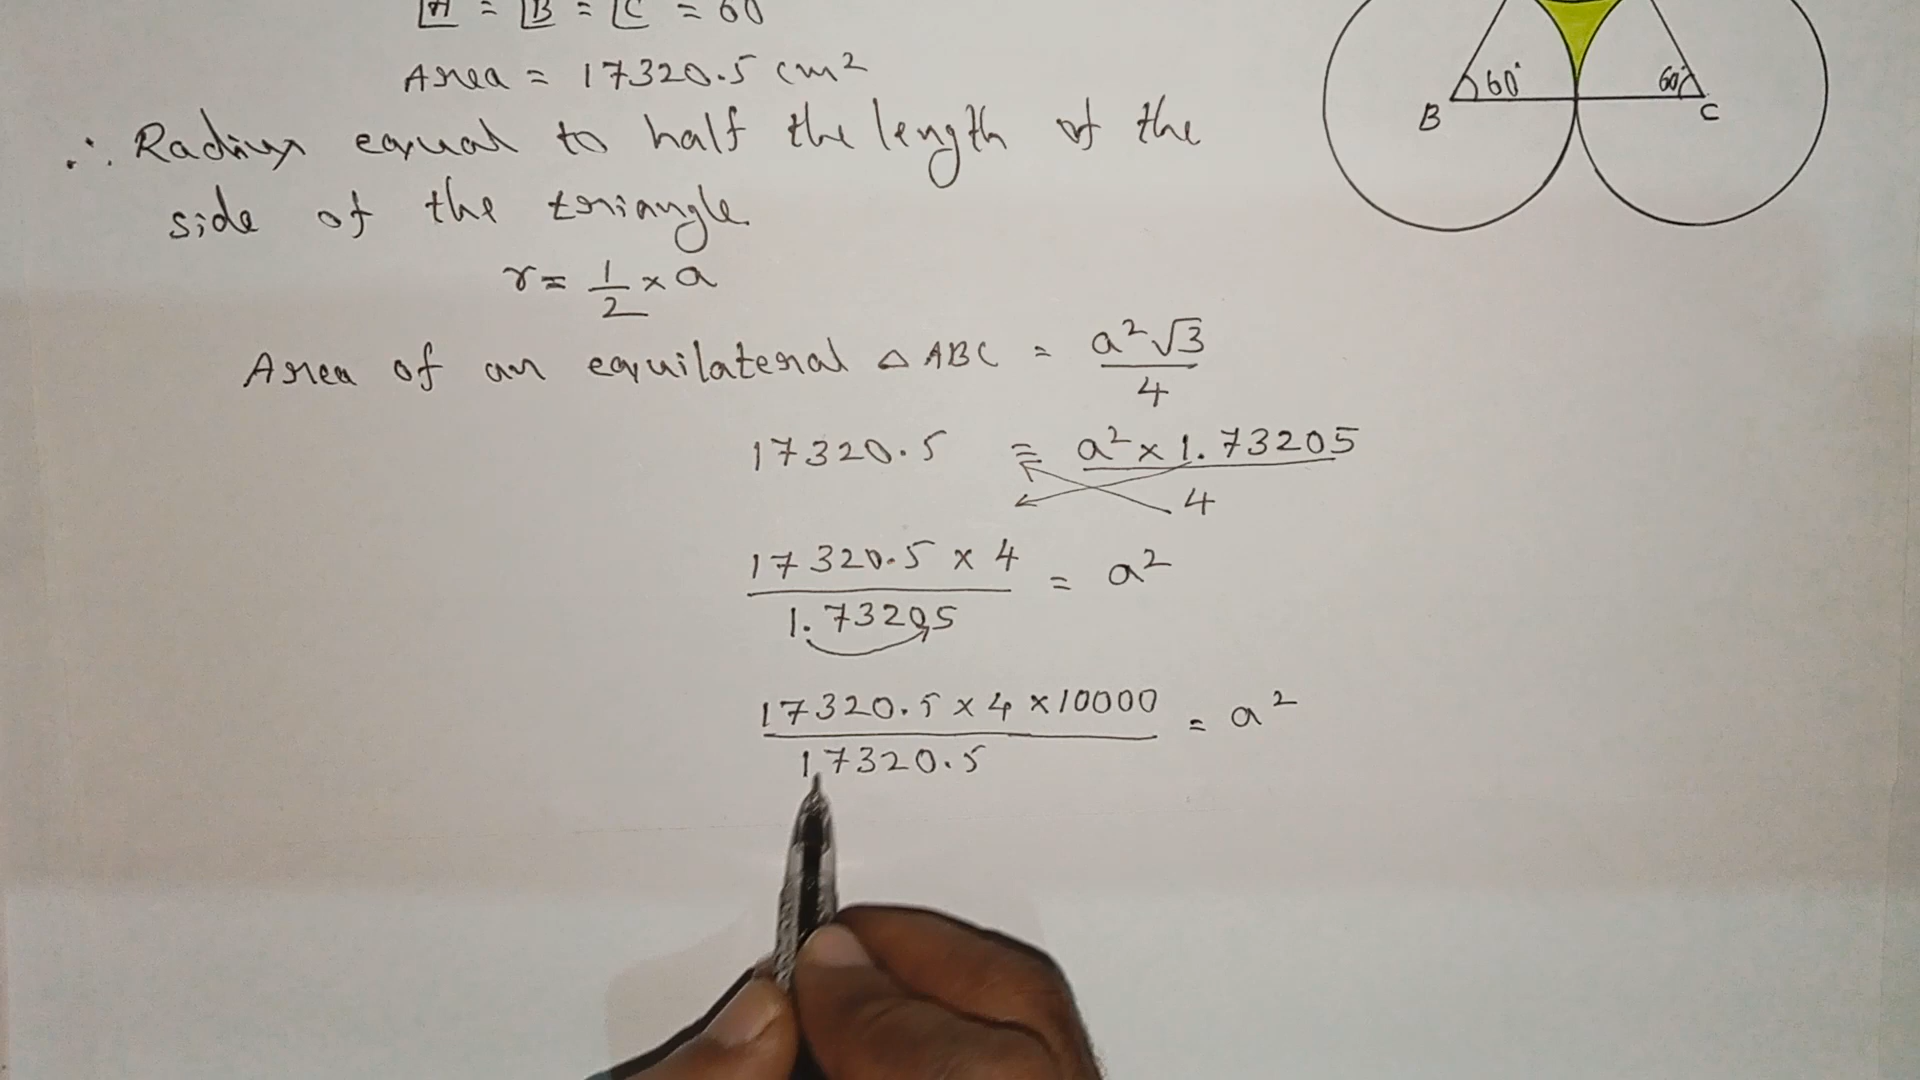 ∠A = ∠B = ∠C = 60
Area = 17320.5 cm²
∴ Radius equal to half the length of the
side of the triangle
r = 1/2 × a
Area of an equilateral △ ABC = a²√3/4
17320.5 = a² × 1.73205/4
17320.5 × 4/1.73205 = a²
17320.5 × 4 × 10000/17320.5 = a²
60°
60°
B
C